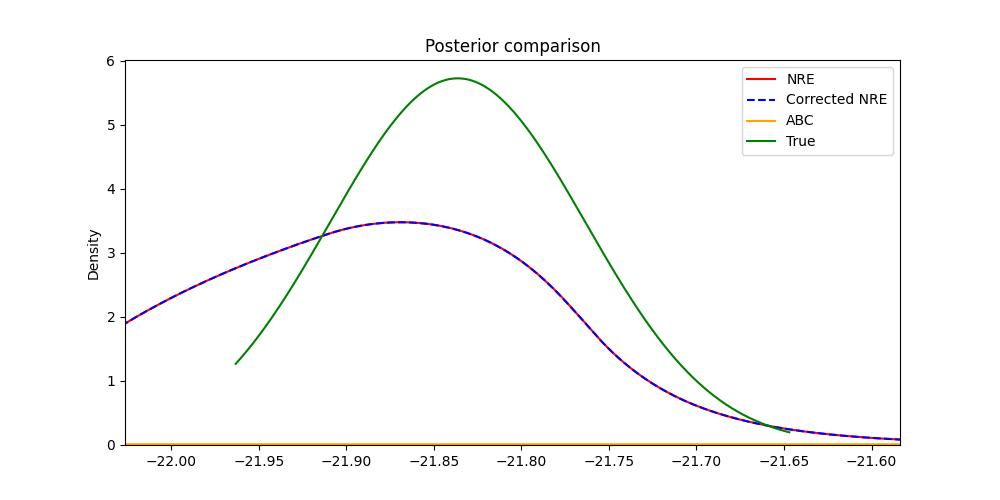 Posterior comparison
Density
6
5
4
3
2
1
0
−22.00 −21.95 −21.90 −21.85 −21.80 −21.75 −21.70 −21.65 −21.60
NRE
Corrected NRE
ABC
True